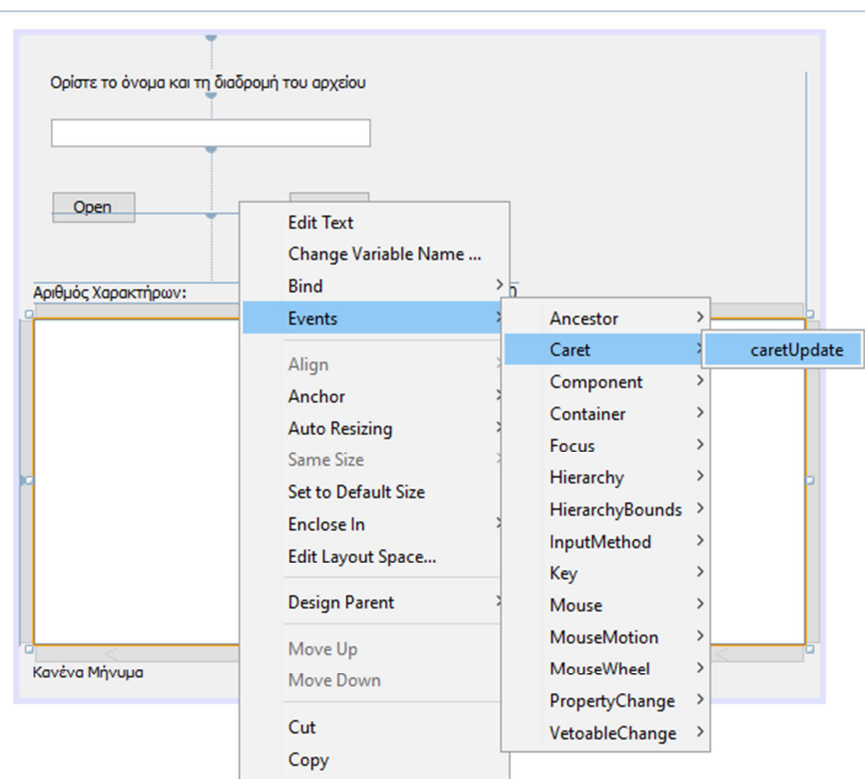 Ορίστε το όνομα και τη διαδρομή του αρχείου
Open
Αριθμός Χαρακτήρων:
0
Κανένα Μήνυμα
Edit Text
Change Variable Name ...
Bind
Events
Align
Anchor
Auto Resizing
Same Size
Set to Default Size
Enclose In
Edit Layout Space...
Design Parent
Move Up
Move Down
Cut
Copy
Ancestor
Caret
Component
Container
Focus
Hierarchy
HierarchyBounds
InputMethod
Key
Mouse
MouseMotion
MouseWheel
PropertyChange
VetoableChange
caretUpdate